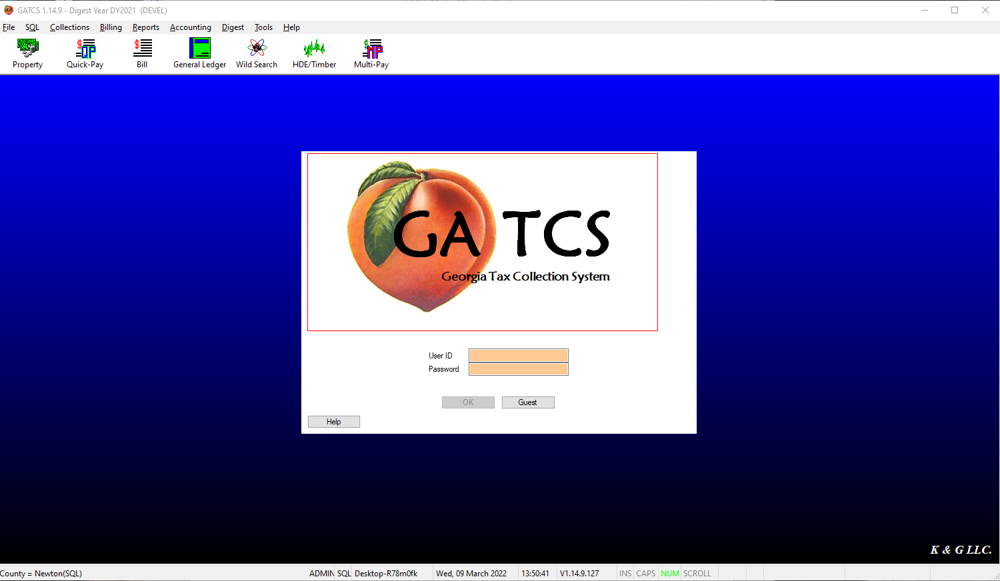 GATCS 1.14.9 - Digest Year DY2021 (DEVEL)
File SQL Collections Billing Reports Accounting Digest Tools Help
Property Quick-Pay Bill General Ledger Wild Search HDE/Timber Multi-Pay
GA TCS
Georgia Tax Collection System
User ID
Password
OK Guest
Help
K & G LLC.
County = Newton(SQL) ADMIN SQL Desktop-R78m0fk Wed, 09 March 2022 13:50:41 V1.14.9.127 INS CAPS NUM SCROLL